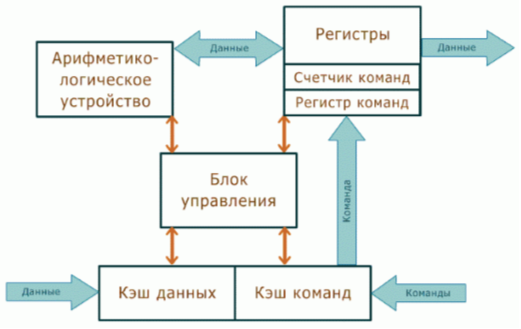 Арифметико-
логическое
устройство
Данные
Регистры
Счетчик команд
Регистр команд
Данные
Блок
управления
Команда
Данные
Кэш данных
Кэш команд
Команды